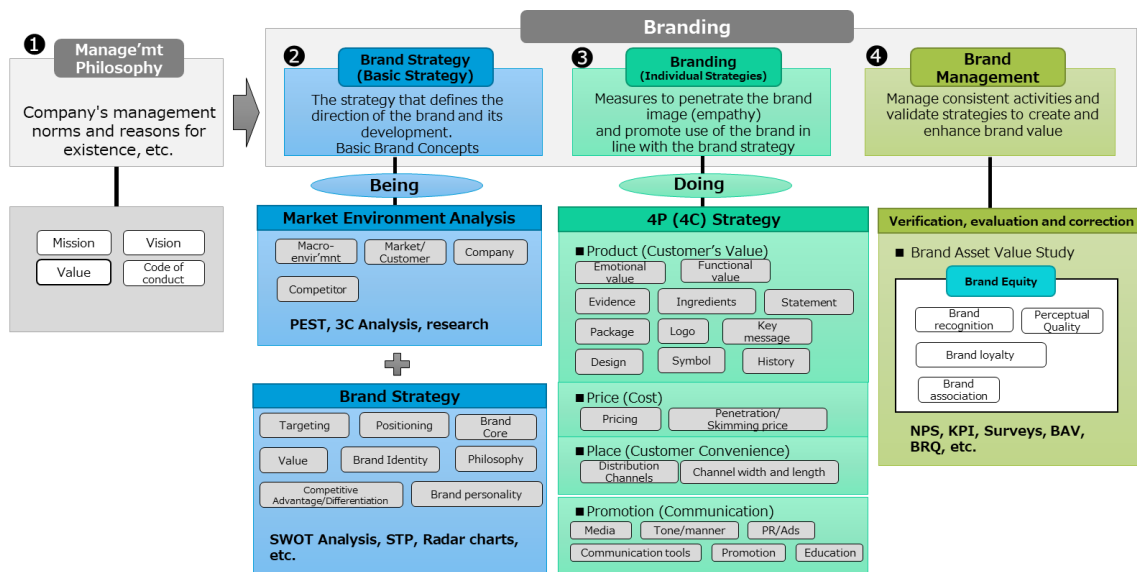 Branding
❶
Manage'mt
Philosophy
Company's management
norms and reasons for
existence, etc.
Mission
Vision
Value
Code of
conduct
❷
Brand Strategy
(Basic Strategy)
The strategy that defines the
direction of the brand and its
development.
Basic Brand Concepts
Being
Market Environment Analysis
Macro-
envir'mnt
Market/
Customer
Company
Competitor
PEST, 3C Analysis, research
Brand Strategy
Targeting
Positioning
Brand
Core
Value
Brand Identity
Philosophy
Competitive
Advantage/Differentiation
Brand personality
SWOT Analysis, STP, Radar charts,
etc.
❸
Branding
(Individual Strategies)
Measures to penetrate the brand
image (empathy)
and promote use of the brand in
line with the brand strategy
Doing
4P (4C) Strategy
■ Product (Customer's Value)
Emotional
value
Functional
value
Evidence
Ingredients
Statement
Package
Logo
Key
message
Design
Symbol
History
■ Price (Cost)
Pricing
Penetration/
Skimming price
■ Place (Customer Convenience)
Distribution
Channels
Channel width and length
■ Promotion (Communication)
Media
Tone/manner
PR/Ads
Communication tools
Promotion
Education
❹
Brand
Management
Manage consistent activities and
validate strategies to create and
enhance brand value
Verification, evaluation and correction
■ Brand Asset Value Study
Brand Equity
Brand
recognition
Perceptual
Quality
Brand loyalty
Brand
association
NPS, KPI, Surveys, BAV,
BRQ, etc.